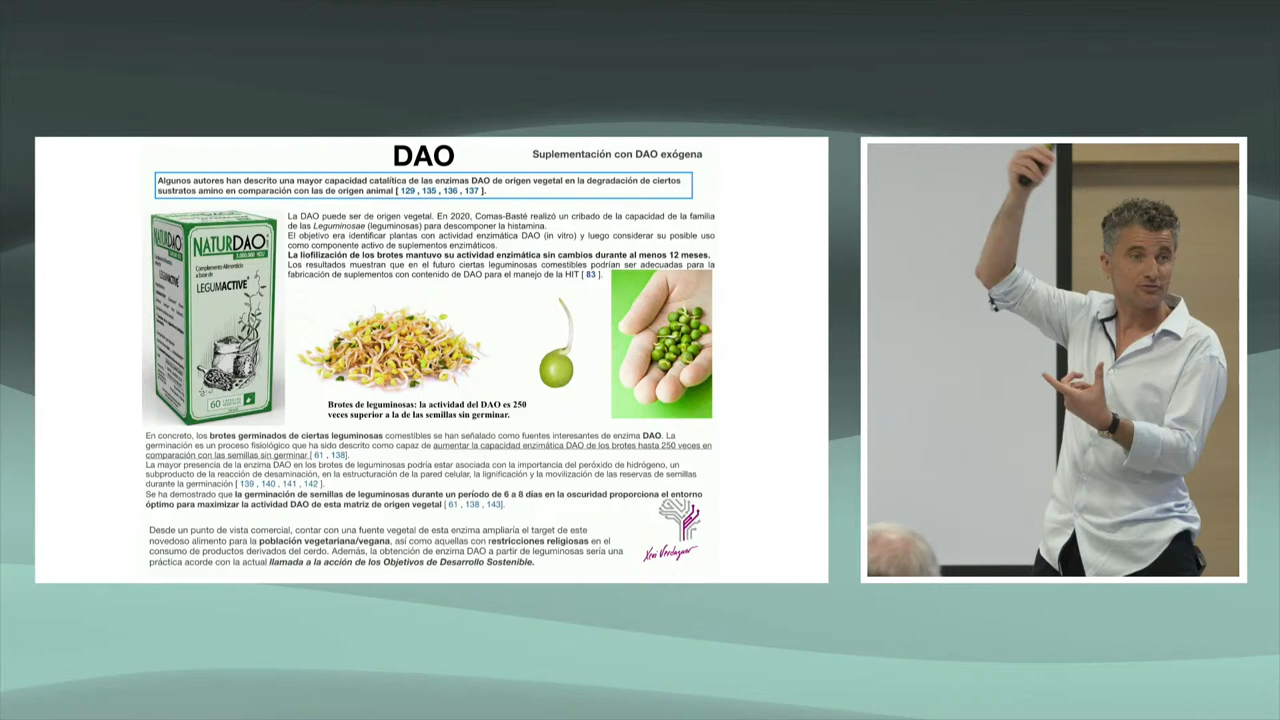 DAO
Suplementación con DAO exógena
Algunos autores han descrito una mayor capacidad catalítica de las enzimas DAO de origen vegetal en la degradación de ciertos
sustratos amino en comparación con las de origen animal [ 129 , 135 , 136 , 137 ].
La DAO puede ser de origen vegetal. En 2020, Comas-Basté realizó un cribado de la capacidad de la familia
de las Leguminosae (leguminosas) para descomponer la histamina.
El objetivo era identificar plantas con actividad enzimática DAO (in vitro) y luego considerar su posible uso
como componente activo de suplementos enzimáticos.
La liofilización de los brotes mantuvo su actividad enzimática sin cambios durante al menos 12 meses.
Los resultados muestran que en el futuro ciertas leguminosas comestibles podrían ser adecuadas para la
fabricación de suplementos con contenido de DAO para el manejo de la HIT [ 83 ].
NATURDAO
NATURDAO
3.000.000 HDU
Complemento Alimenticio
a base de
LEGUMACTIVE
LEGUMACTIVE
60 CÁPSULAS
Brotes de leguminosas: la actividad del DAO es 250
veces superior a la de las semillas sin germinar.
En concreto, los brotes germinados de ciertas leguminosas comestibles se han señalado como fuentes interesantes de enzima DAO. La
germinación es un proceso fisiológico que ha sido descrito como capaz de aumentar la capacidad enzimática DAO de los brotes hasta 250 veces en
comparación con las semillas sin germinar [ 61 , 138].
La mayor presencia de la enzima DAO en los brotes de leguminosas podría estar asociada con la importancia del peróxido de hidrógeno, un
subproducto de la reacción de desaminación, en la estructuración de la pared celular, la lignificación y la movilización de las reservas de semillas
durante la germinación [ 139 , 140 , 141 , 142 ].
Se ha demostrado que la germinación de semillas de leguminosas durante un período de 6 a 8 días en la oscuridad proporciona el entorno
óptimo para maximizar la actividad DAO de esta matriz de origen vegetal [ 61 , 138 , 143].
Desde un punto de vista comercial, contar con una fuente vegetal de esta enzima ampliaría el target de este
novedoso alimento para la población vegetariana/vegana, así como aquellas con restricciones religiosas en el
consumo de productos derivados del cerdo. Además, la obtención de enzima DAO a partir de leguminosas sería una
práctica acorde con la actual llamada a la acción de los Objetivos de Desarrollo Sostenible.
Xevi Verdaguer